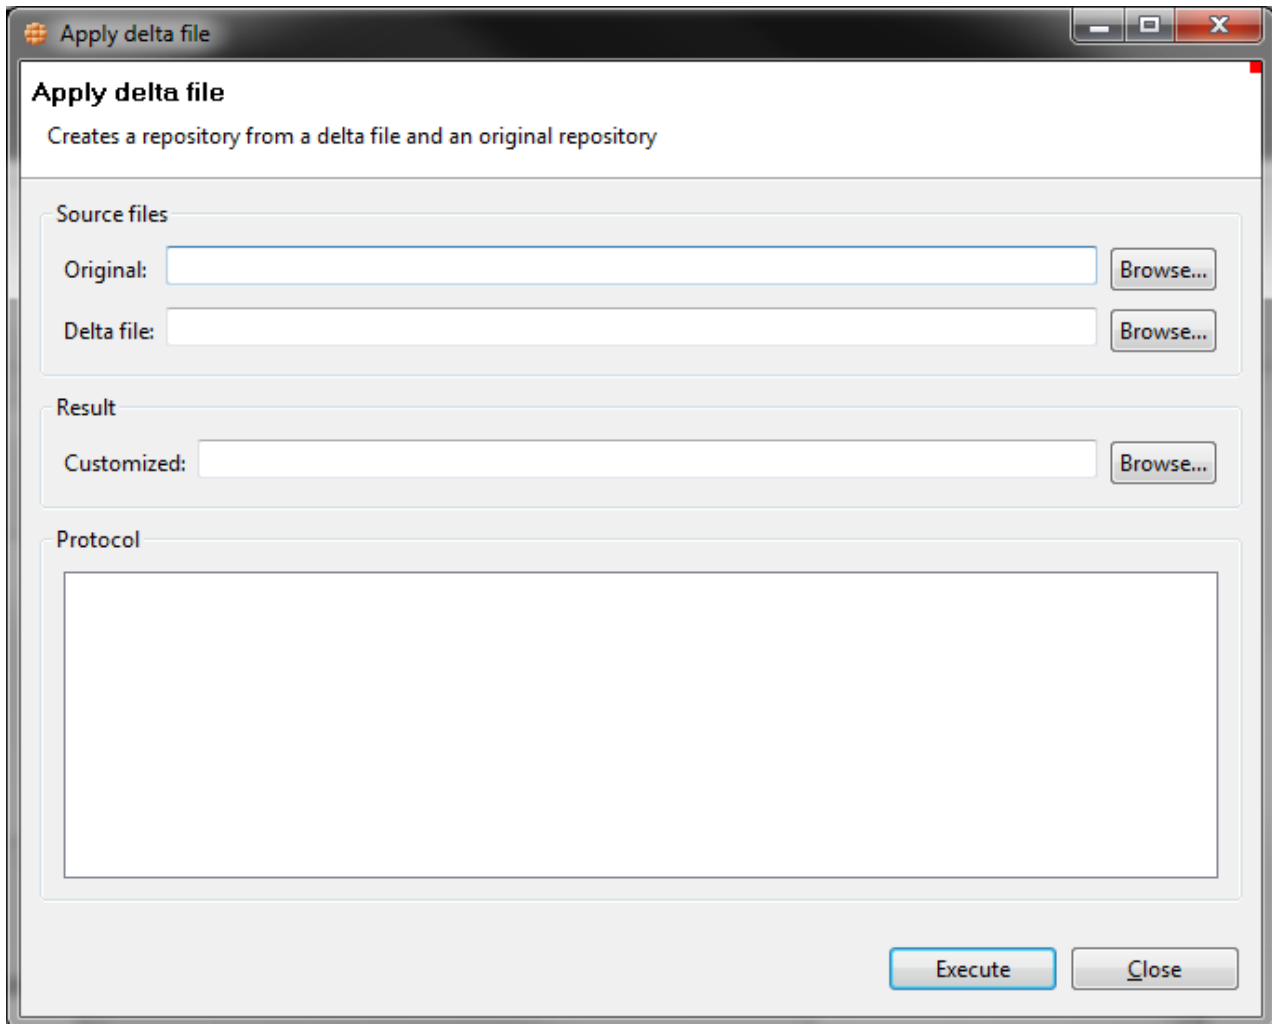 Apply delta file
Apply delta file
Creates a repository from a delta file and an original repository
Source files
Original:
Browse...
Delta file:
Browse...
Result
Customized:
Browse...
Protocol
Execute
Close